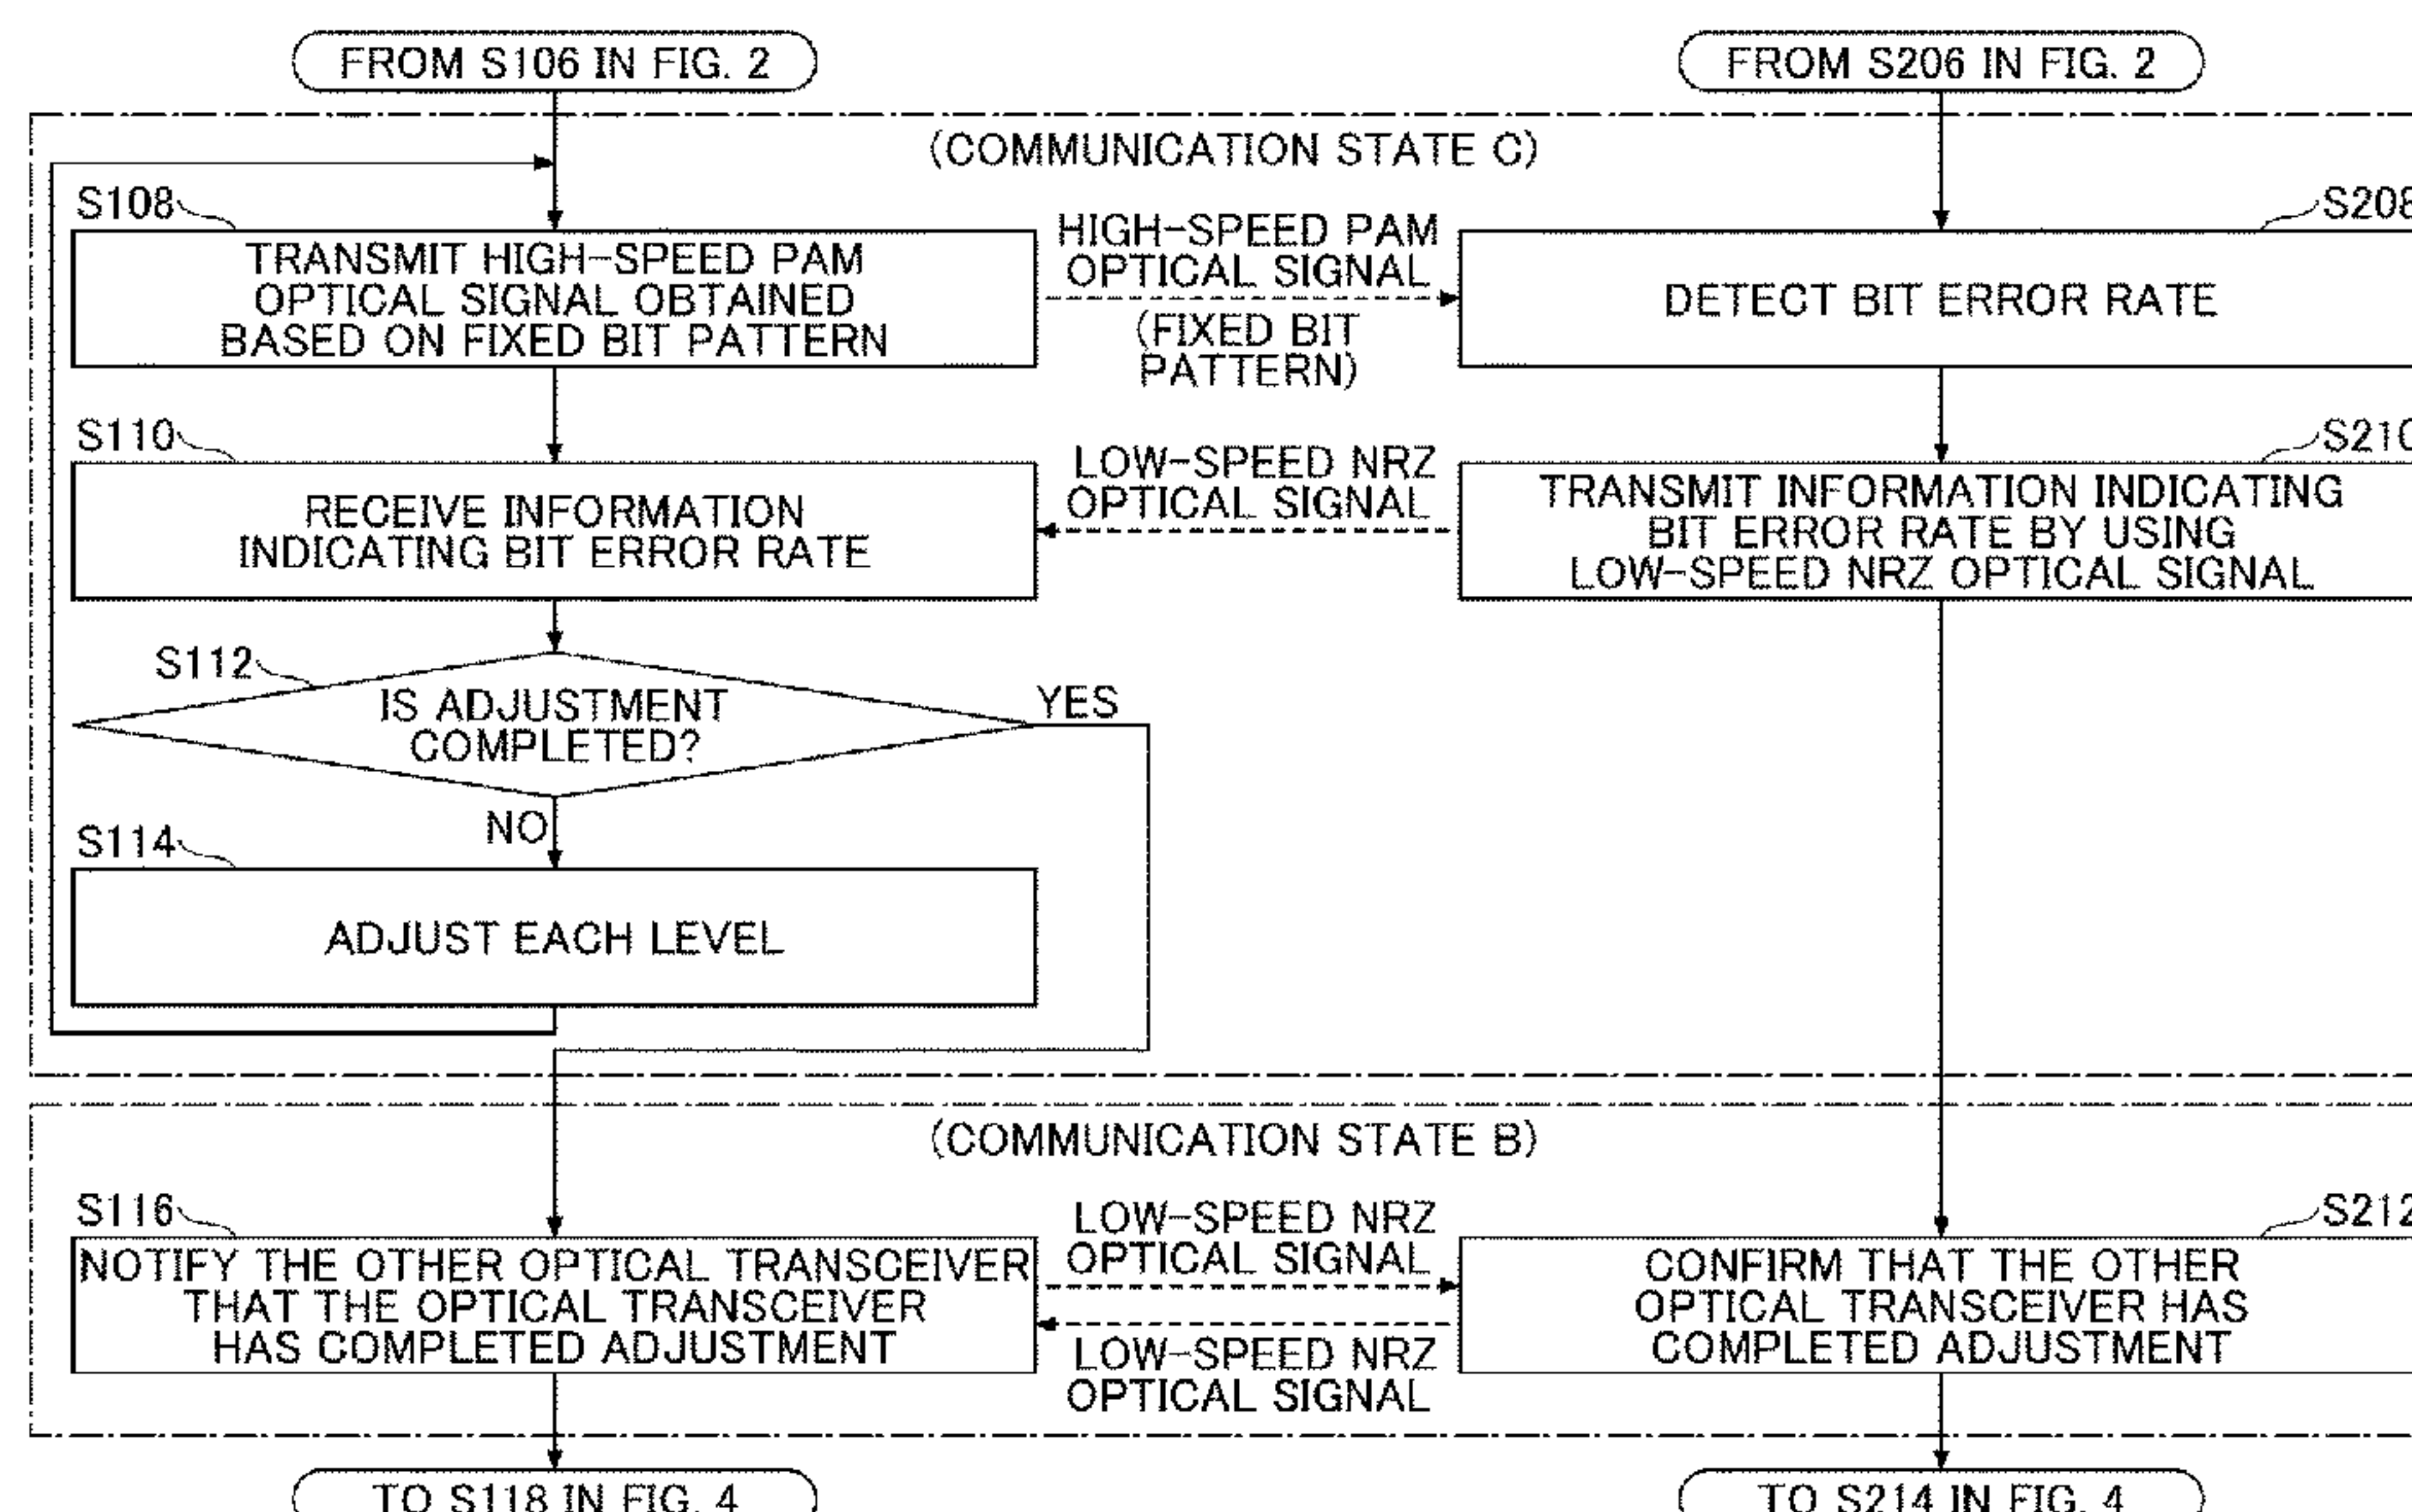 FROM S106 IN FIG. 2
FROM S206 IN FIG. 2
(COMMUNICATION STATE C)
S108
TRANSMIT HIGH-SPEED PAM
OPTICAL SIGNAL OBTAINED
BASED ON FIXED BIT PATTERN
HIGH-SPEED PAM
OPTICAL SIGNAL
(FIXED BIT
PATTERN)
S208
DETECT BIT ERROR RATE
S110
RECEIVE INFORMATION
INDICATING BIT ERROR RATE
LOW-SPEED NRZ
OPTICAL SIGNAL
S210
TRANSMIT INFORMATION INDICATING
BIT ERROR RATE BY USING
LOW-SPEED NRZ OPTICAL SIGNAL
S112
IS ADJUSTMENT
COMPLETED?
YES
NO
S114
ADJUST EACH LEVEL
(COMMUNICATION STATE B)
S116
NOTIFY THE OTHER OPTICAL TRANSCEIVER
THAT THE OPTICAL TRANSCEIVER
HAS COMPLETED ADJUSTMENT
LOW-SPEED NRZ
OPTICAL SIGNAL
LOW-SPEED NRZ
OPTICAL SIGNAL
S212
CONFIRM THAT THE OTHER
OPTICAL TRANSCEIVER HAS
COMPLETED ADJUSTMENT
TO S118 IN FIG. 4
TO S214 IN FIG. 4